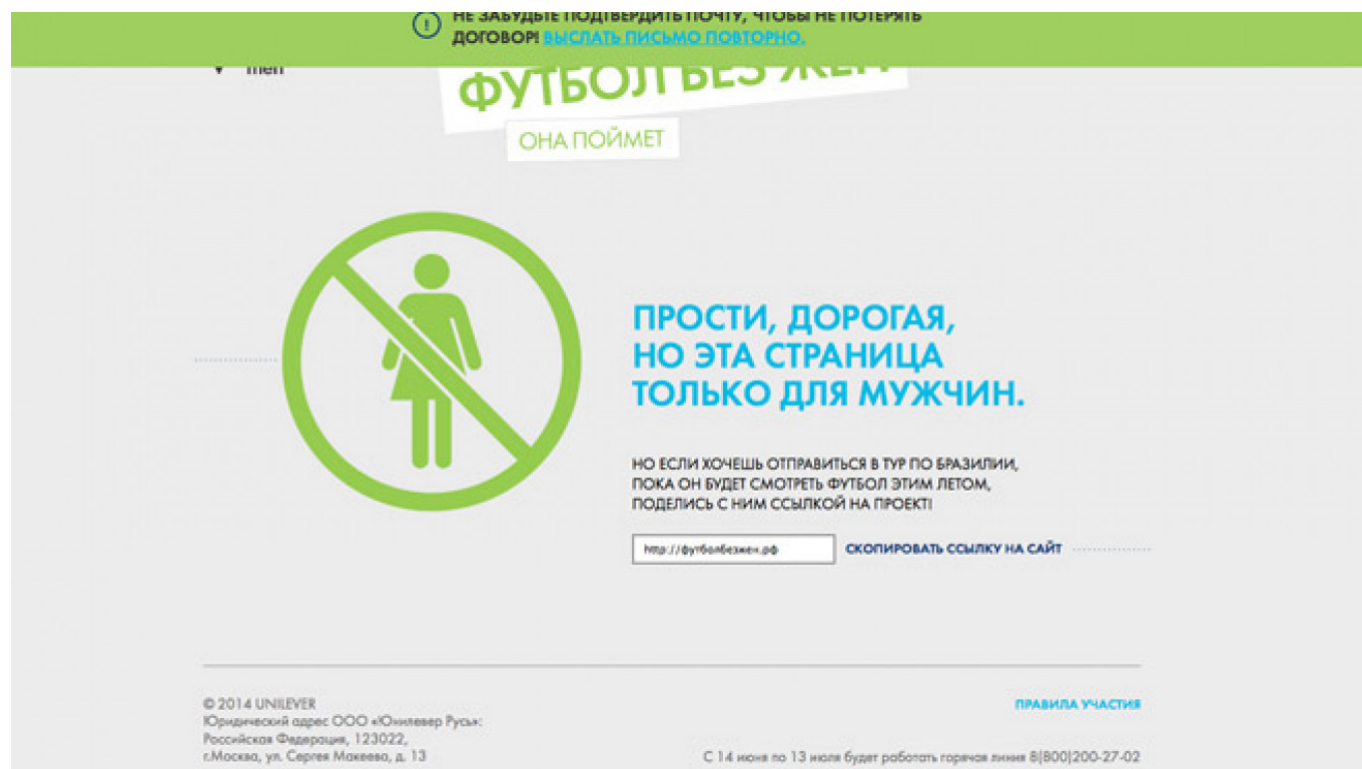 НЕ ЗАБУДЬТЕ ПОДТВЕРДИТЬ ПОЧТУ, ЧТОБЫ НЕ ПОТЕРЯТЬ
ДОГОВОР! ВЫСЛАТЬ ПИСЬМО ПОВТОРНО.
men
ФУТБОЛ БЕЗ ЖЕН
ОНА ПОЙМЕТ
ПРОСТИ, ДОРОГАЯ,
НО ЭТА СТРАНИЦА
ТОЛЬКО ДЛЯ МУЖЧИН.
НО ЕСЛИ ХОЧЕШЬ ОТПРАВИТЬСЯ В ТУР ПО БРАЗИЛИИ,
ПОКА ОН БУДЕТ СМОТРЕТЬ ФУТБОЛ ЭТИМ ЛЕТОМ,
ПОДЕЛИСЬ С НИМ ССЫЛКОЙ НА ПРОЕКТ!
http://футболбезжен.рф СКОПИРОВАТЬ ССЫЛКУ НА САЙТ
© 2014 UNILEVER
ПРАВИЛА УЧАСТИЯ
Юридический адрес ООО «Юнилевер Русь»:
Российская Федерация, 123022,
г.Москва, ул. Сергея Макеева, д. 13
С 14 июня по 13 июля будет работать горячая линия 8(800)200-27-02